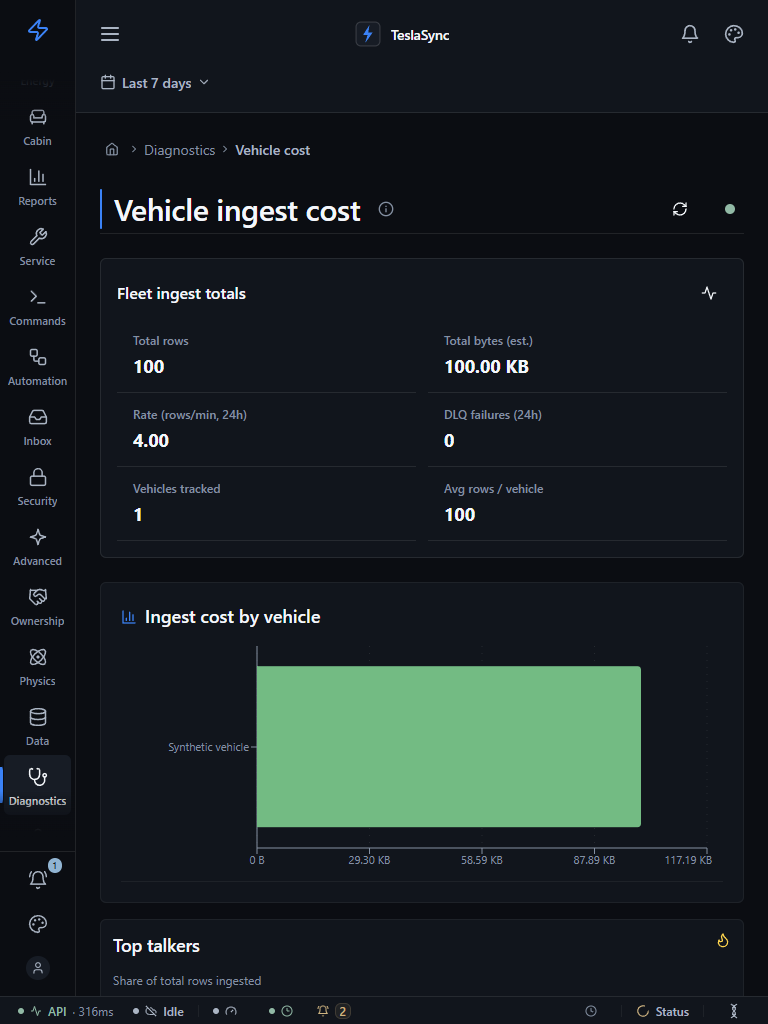 TeslaSync
Last 7 days
Energy
Cabin
Reports
Service
Commands
Automation
Inbox
Security
Advanced
Ownership
Physics
Data
Diagnostics
1
Diagnostics
Vehicle cost
Vehicle ingest cost
Fleet ingest totals
Total rows
100
Total bytes (est.)
100.00 KB
Rate (rows/min, 24h)
4.00
DLQ failures (24h)
0
Vehicles tracked
1
Avg rows / vehicle
100
Ingest cost by vehicle
Synthetic vehicle
0 B
29.30 KB
58.59 KB
87.89 KB
117.19 KB
Top talkers
Share of total rows ingested
API · 316ms
Idle
2
Status